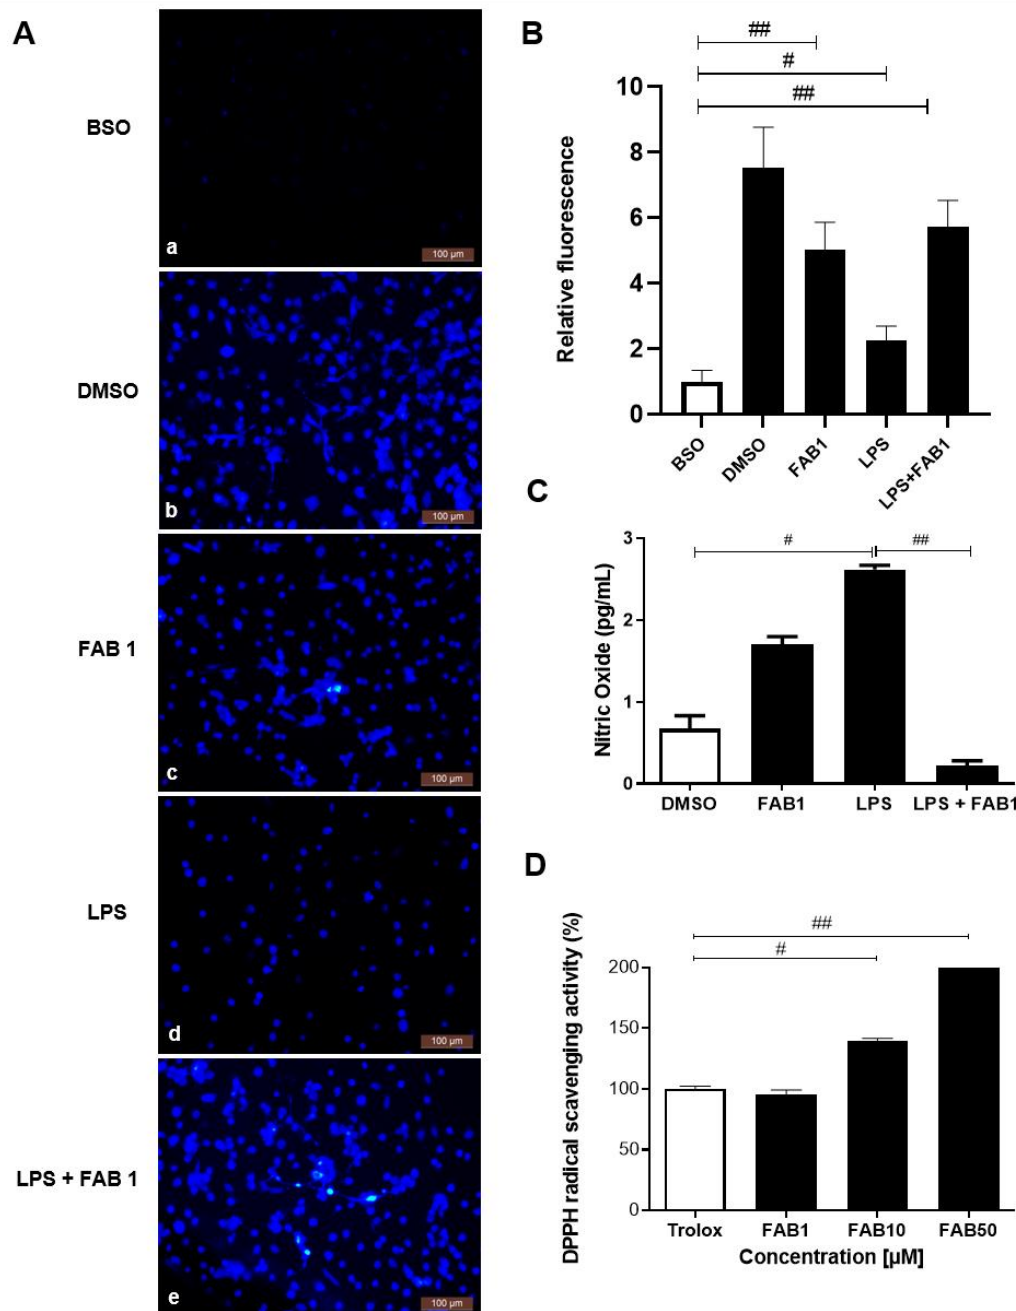 A
BSO
a
100 µm
DMSO
b
100 µm
FAB 1
c
100 µm
LPS
d
100 µm
LPS + FAB 1
e
100 µm
B
##
#
##
Relative fluorescence
10
8
6
4
2
0
BSO
DMSO
FAB1
LPS
LPS+FAB1
C
#
##
Nitric Oxide (pg/mL)
3
2
1
0
DMSO
FAB1
LPS
LPS + FAB1
D
##
#
DPPH radical scavenging activity (%)
200
150
100
50
0
Trolox
FAB1
FAB10
FAB50
Concentration [µM]